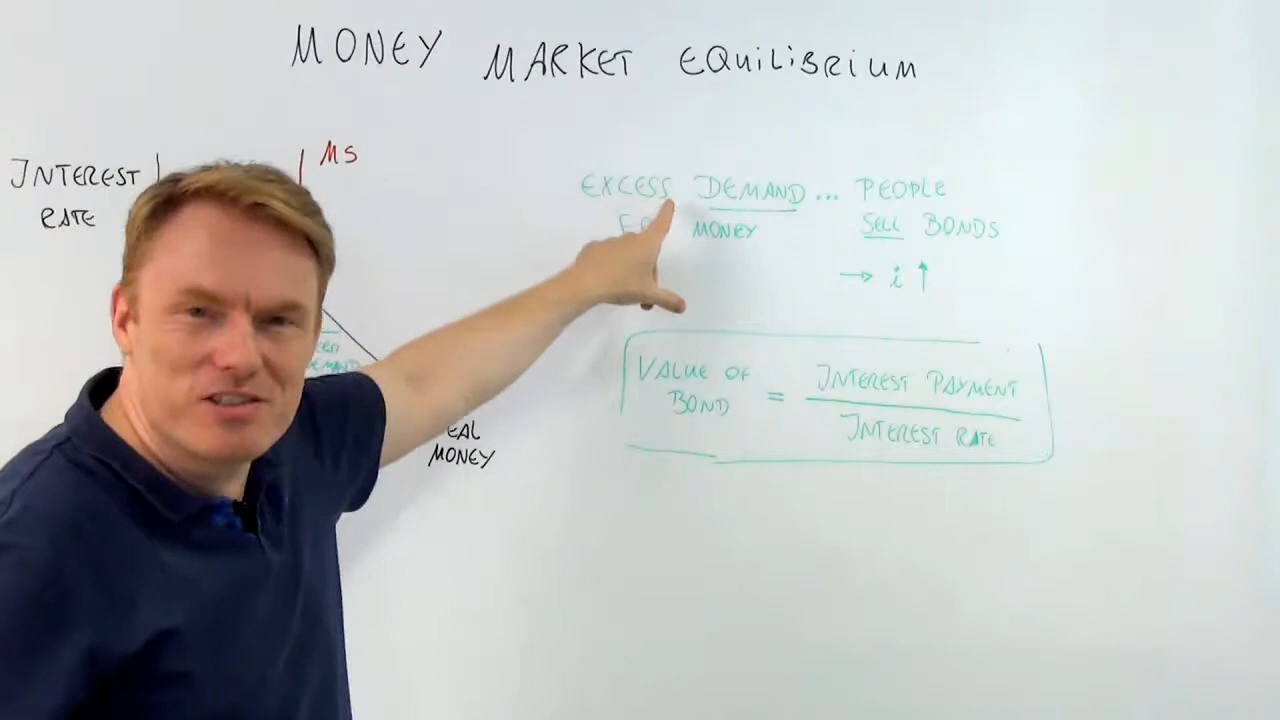 MONEY MARKET EQUILIBRIUM
INTEREST
RATE
MS
EXCESS DEMAND ... PEOPLE
MONEY SELL BONDS
→ i ↑
VALUE OF
BOND = INTEREST PAYMENT
INTEREST RATE
EAL
MONEY